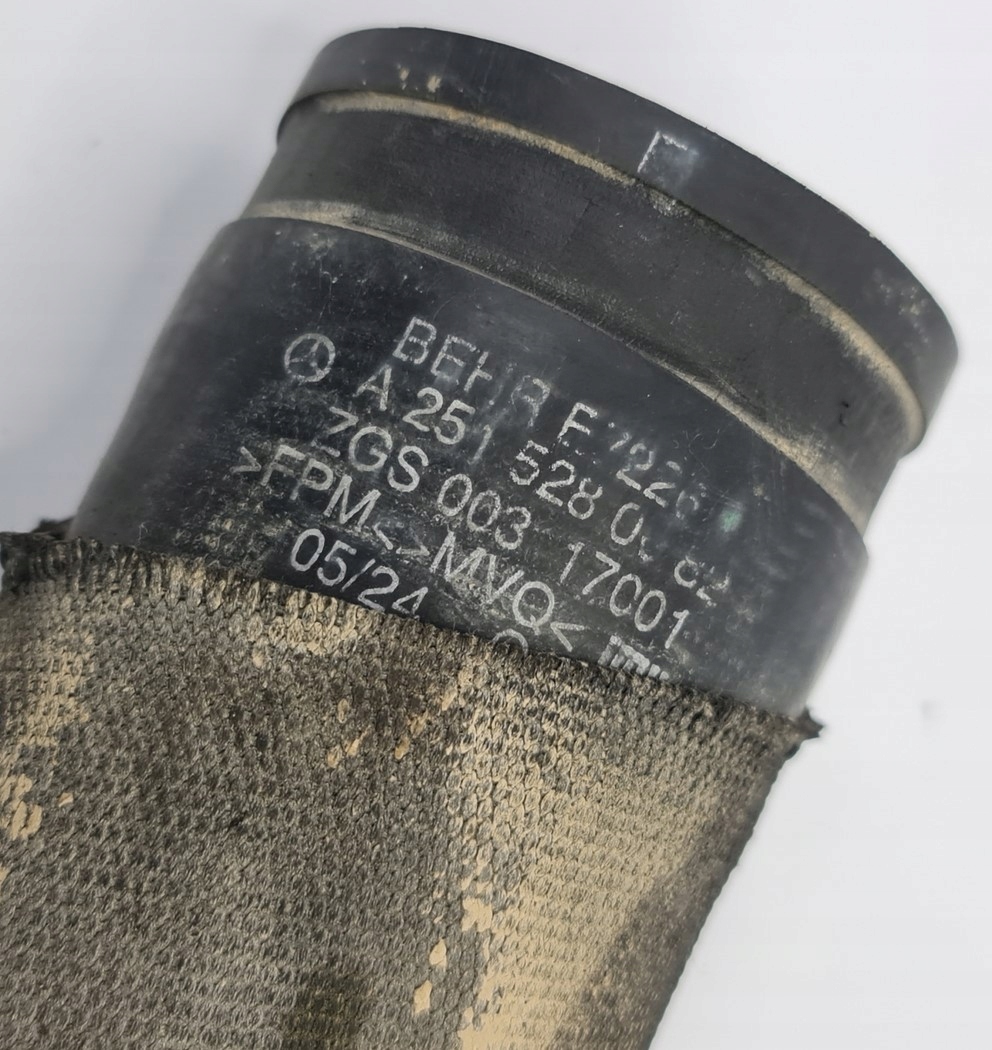 BEHR
A 251 528
ZGS 003 17001
>FPM<>MVQ<
05/24